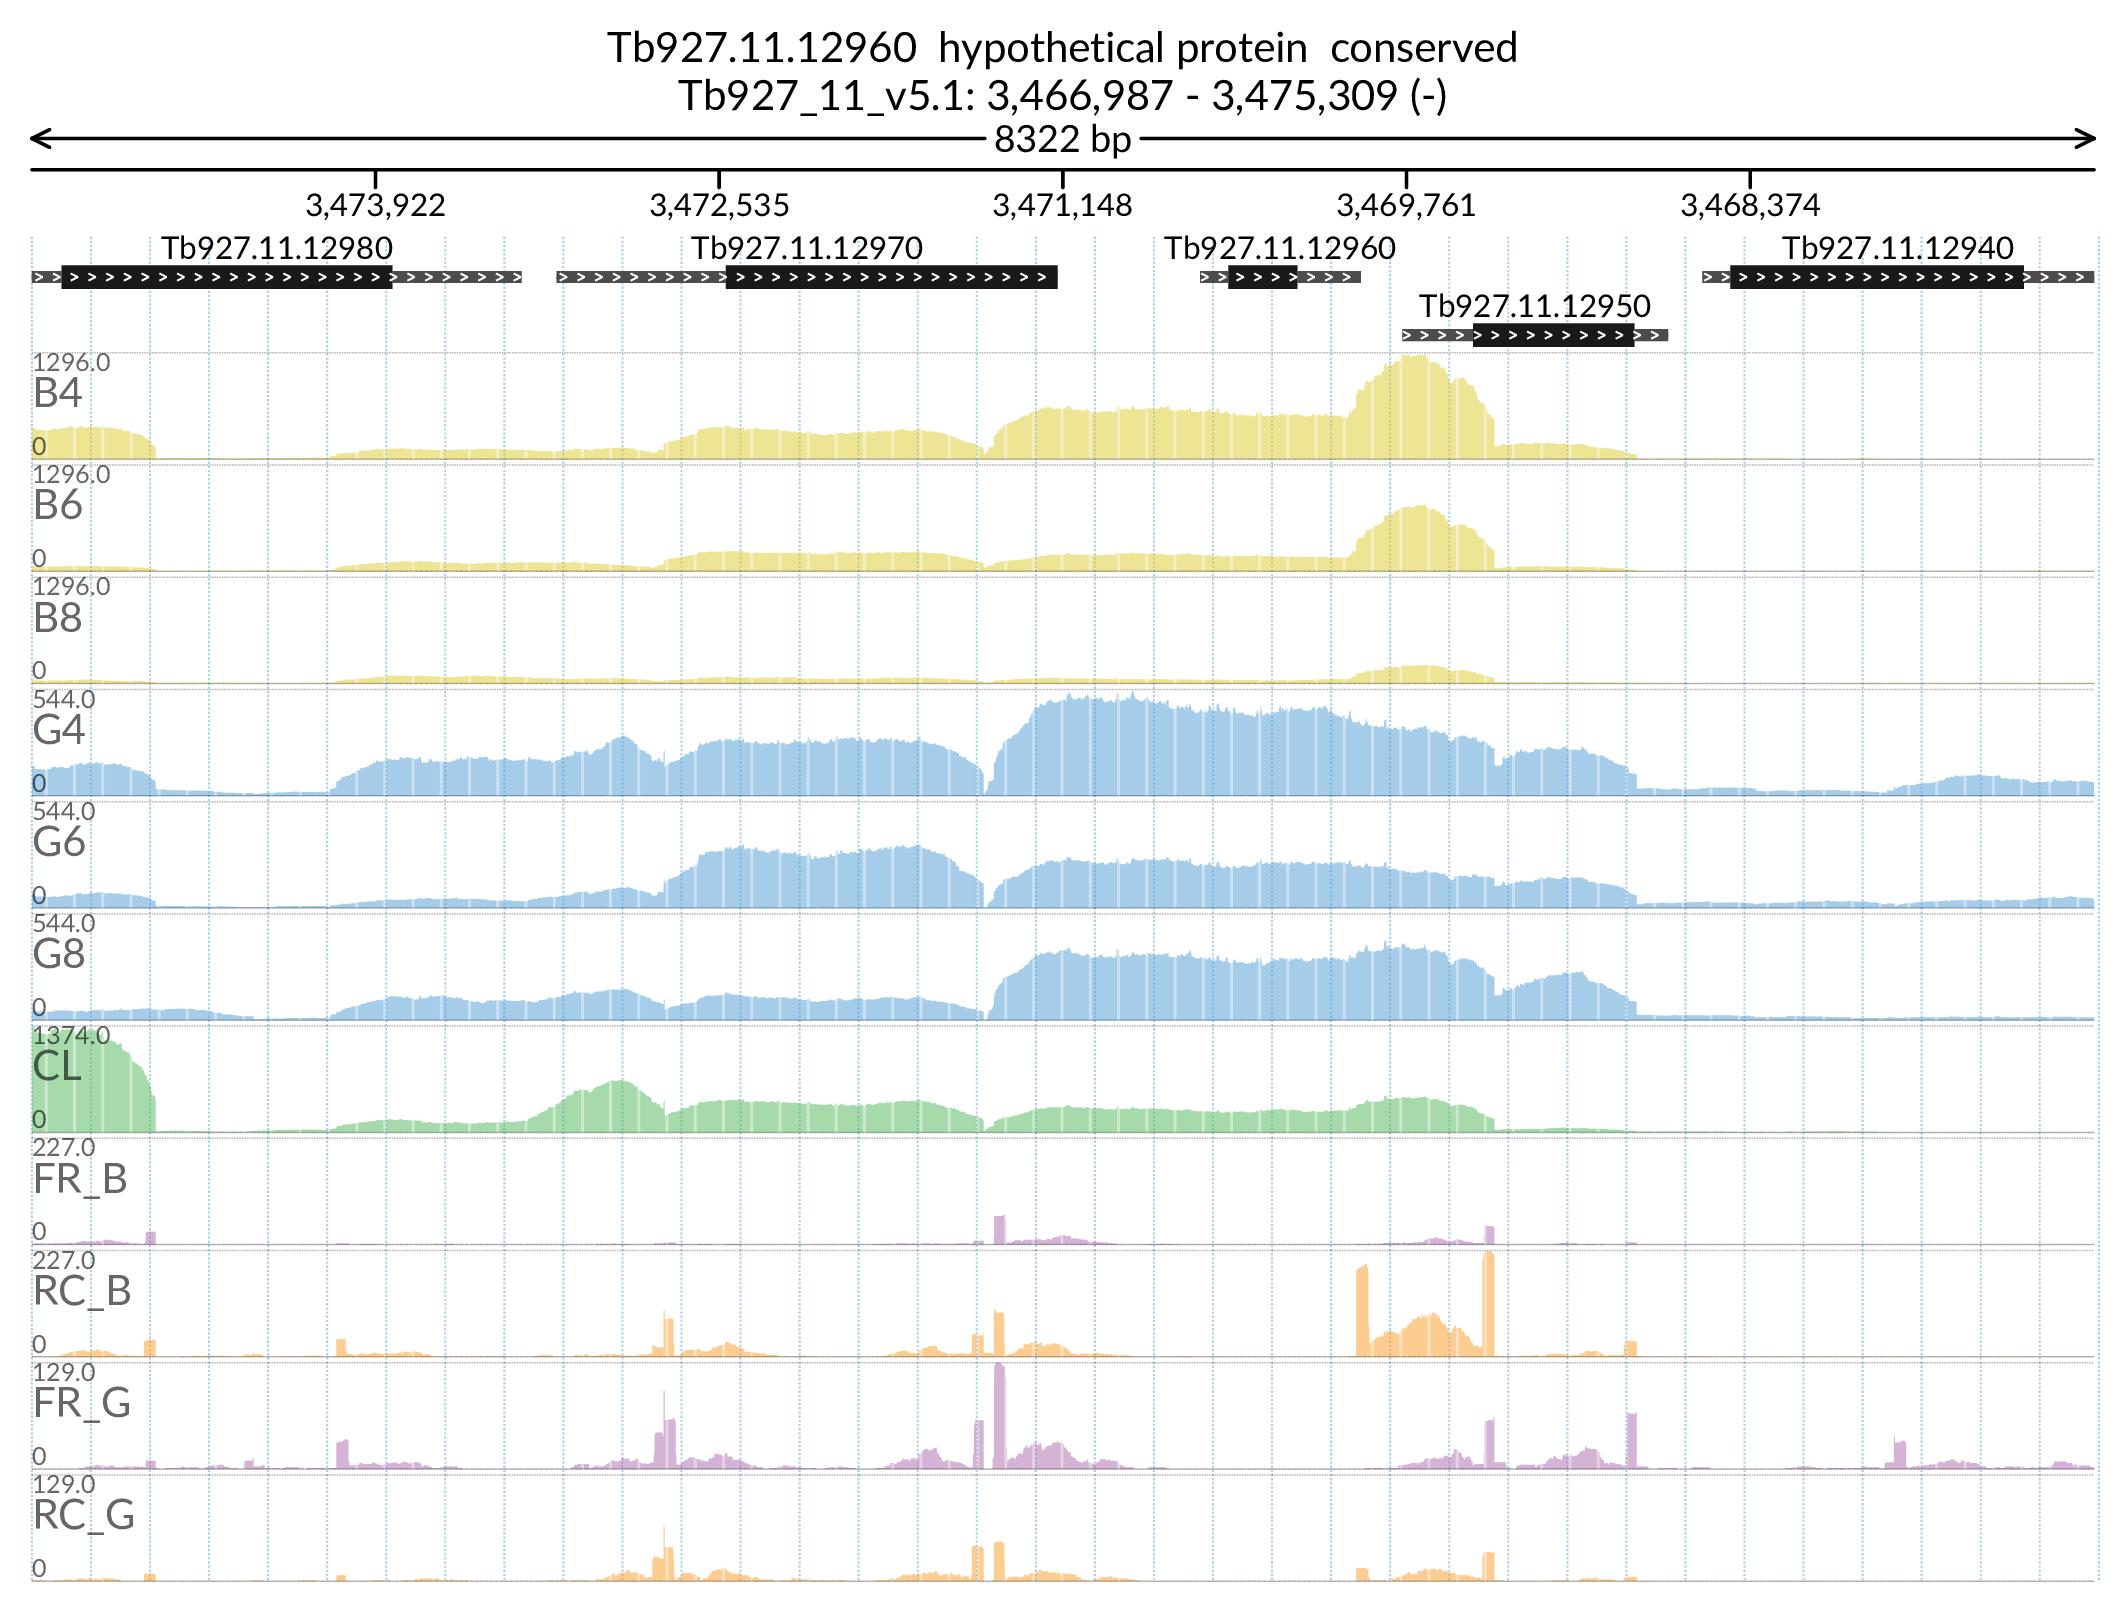 Tb927.11.12960  hypothetical protein  conserved
Tb927_11_v5.1: 3,466,987 - 3,475,309 (-)
8322 bp
3,473,922 3,472,535 3,471,148 3,469,761 3,468,374
Tb927.11.12980 Tb927.11.12970 Tb927.11.12960 Tb927.11.12940
Tb927.11.12950
1296.0
B4
0
1296.0
B6
0
1296.0
B8
0
544.0
G4
0
544.0
G6
0
544.0
G8
0
1374.0
CL
0
227.0
FR_B
0
227.0
RC_B
0
129.0
FR_G
0
129.0
RC_G
0